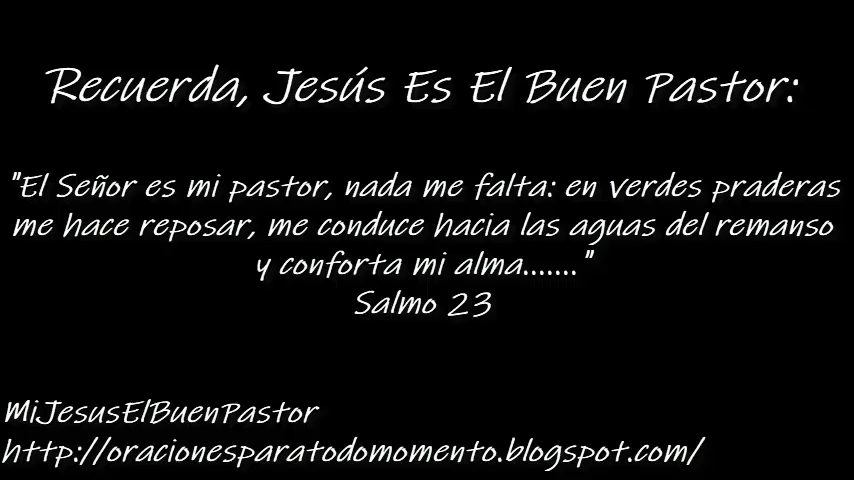 Recuerda, Jesús Es El Buen Pastor:
"El Señor es mi pastor, nada me falta: en verdes praderas
me hace reposar, me conduce hacia las aguas del remanso
y conforta mi alma......."
Salmo 23
MiJesusElBuenPastor
http://oracionesparatodomomento.blogspot.com/